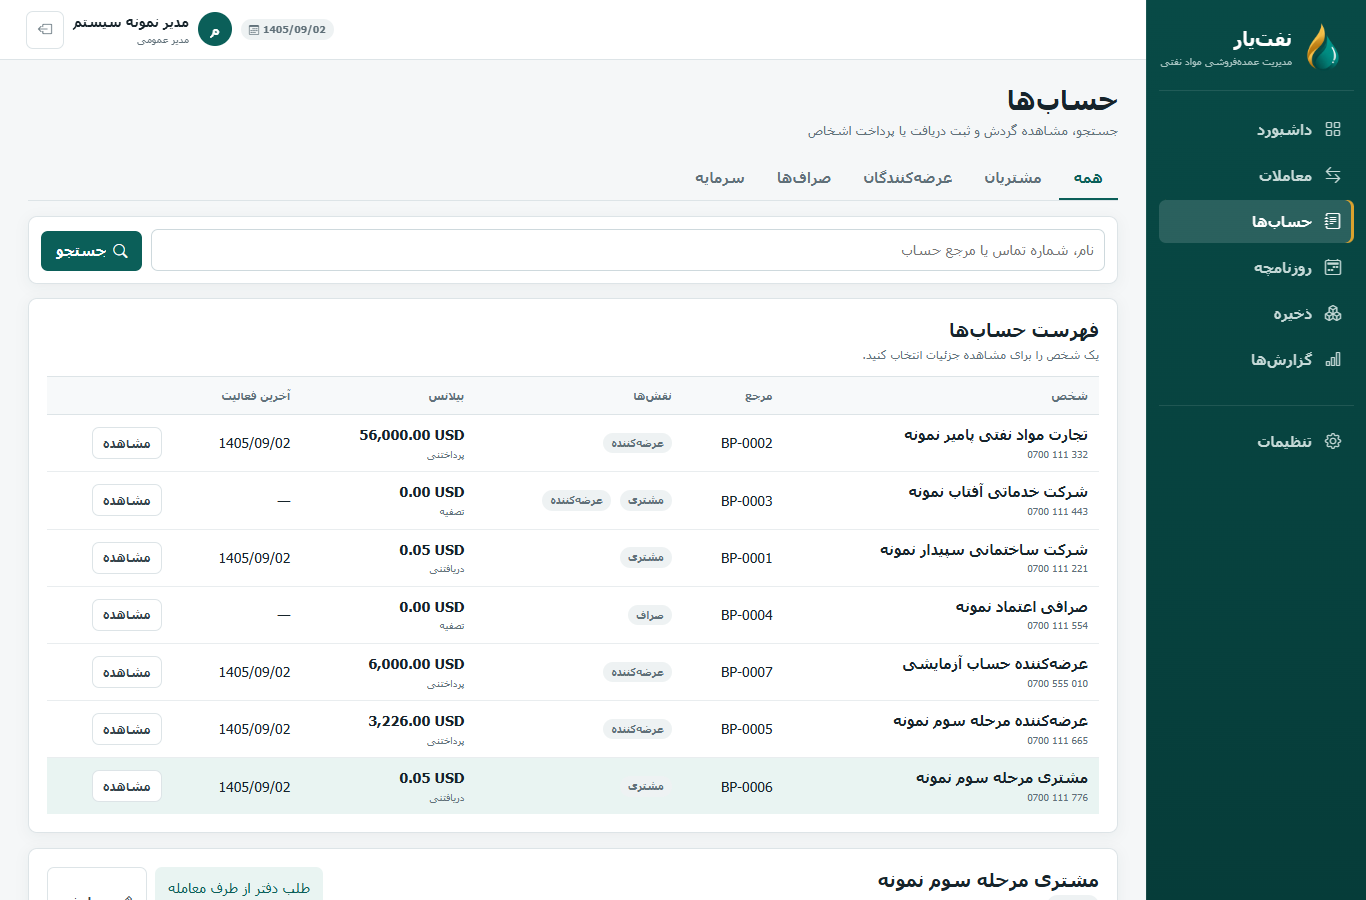 نفت‌یار
مدیریت عمده‌فروشی مواد نفتی
داشبورد
معاملات
حساب‌ها
روزنامچه
ذخیره
گزارش‌ها
تنظیمات
1405/09/02
م
مدیر نمونه سیستم
مدیر عمومی
حساب‌ها
جستجو، مشاهده گردش و ثبت دریافت یا پرداخت اشخاص
همه مشتریان عرضه‌کنندگان صراف‌ها سرمایه
نام، شماره تماس یا مرجع حساب
جستجو
فهرست حساب‌ها
یک شخص را برای مشاهده جزئیات انتخاب کنید.
شخص مرجع نقش‌ها بیلانس آخرین فعالیت
تجارت مواد نفتی پامیر نمونه BP-0002 عرضه‌کننده 56,000.00 USD 1405/09/02 مشاهده
0700 111 332 پرداختنی
شرکت خدماتی آفتاب نمونه BP-0003 مشتری عرضه‌کننده 0.00 USD — مشاهده
0700 111 443 تصفیه
شرکت ساختمانی سپیدار نمونه BP-0001 مشتری 0.05 USD 1405/09/02 مشاهده
0700 111 221 دریافتنی
صرافی اعتماد نمونه BP-0004 صراف 0.00 USD — مشاهده
0700 111 554 تصفیه
عرضه‌کننده حساب آزمایشی BP-0007 عرضه‌کننده 6,000.00 USD 1405/09/02 مشاهده
0700 555 010 پرداختنی
عرضه‌کننده مرحله سوم نمونه BP-0005 عرضه‌کننده 3,226.00 USD 1405/09/02 مشاهده
0700 111 665 پرداختنی
مشتری مرحله سوم نمونه BP-0006 مشتری 0.05 USD 1405/09/02 مشاهده
0700 111 776 دریافتنی
مشتری مرحله سوم نمونه
طلب دفتر از طرف معامله